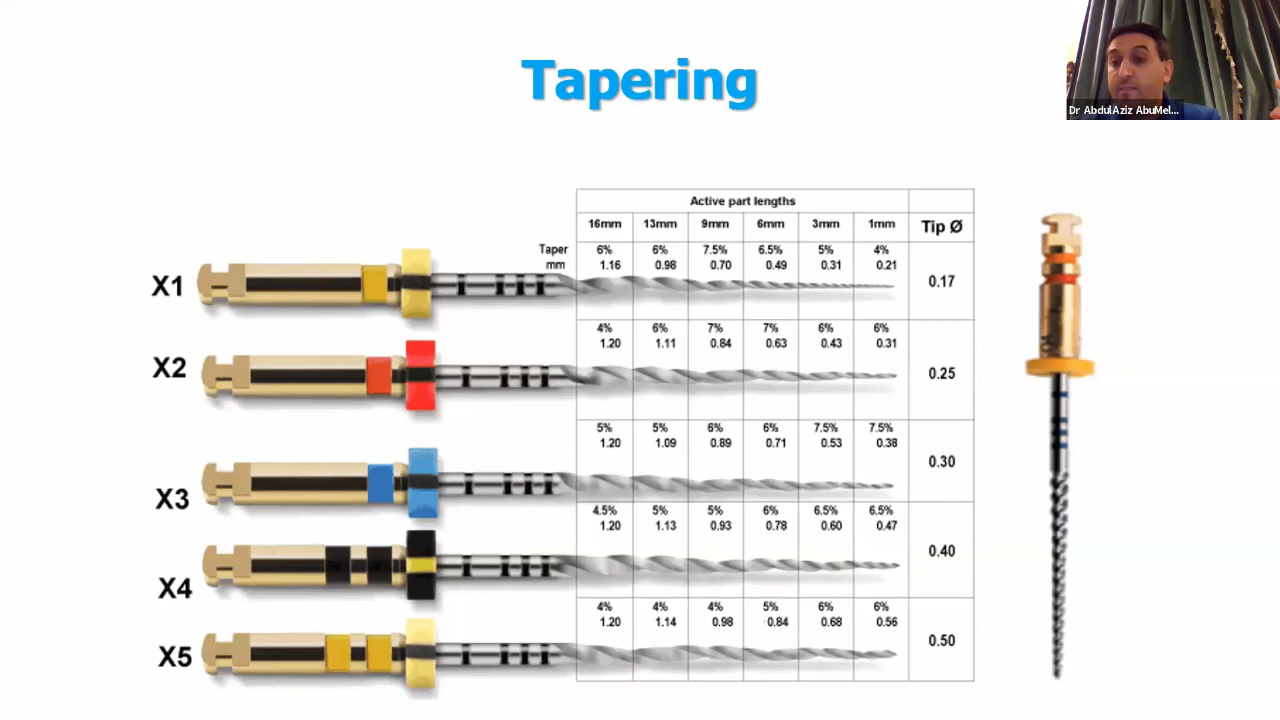 Tapering
Dr AbdulAziz AbuMel...
Active part lengths
16mm 13mm 9mm 6mm 3mm 1mm Tip Ø
X1
Taper 6% 6% 7.5% 6.5% 5% 4%
mm 1.16 0.98 0.70 0.49 0.31 0.21
0.17
X2
4% 6% 7% 7% 6% 6%
1.20 1.11 0.84 0.63 0.43 0.31
0.25
X3
5% 5% 6% 6% 7.5% 7.5%
1.20 1.09 0.89 0.71 0.53 0.38
0.30
X4
4.5% 5% 5% 6% 6.5% 6.5%
1.20 1.13 0.93 0.78 0.60 0.47
0.40
X5
4% 4% 4% 5% 6% 6%
1.20 1.14 0.98 0.84 0.68 0.56
0.50